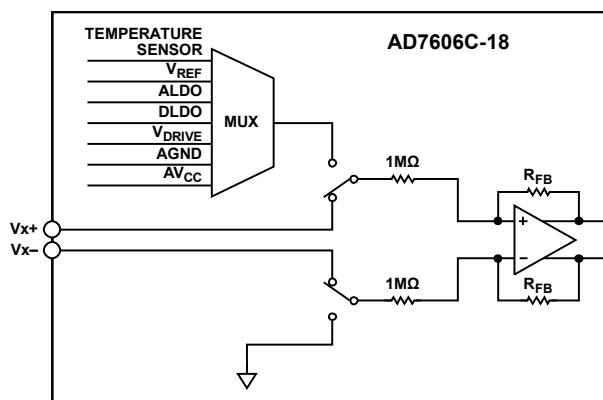 TEMPERATURE
SENSOR
AD7606C-18
VREF
ALDO
DLDO
MUX
VDRIVE
AGND
AVCC
1MΩ
RFB
Vx+
+
Vx–
–
1MΩ
RFB